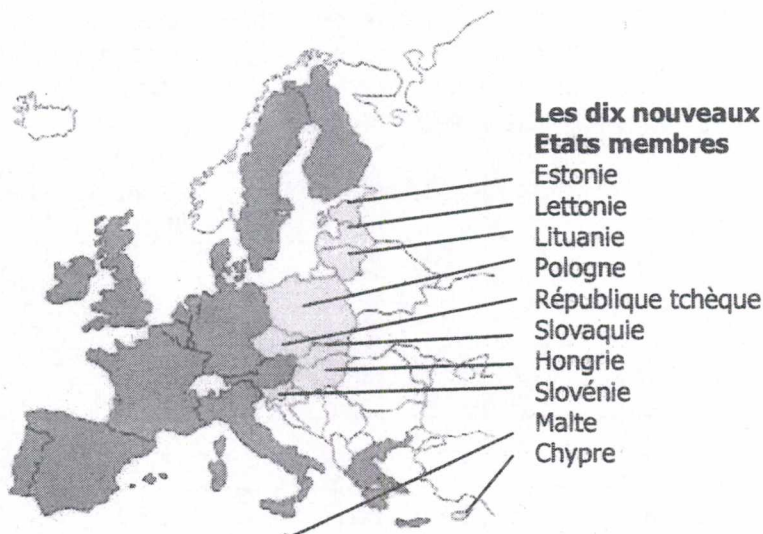 Les dix nouveaux
Etats membres
Estonie
Lettonie
Lituanie
Pologne
République tchèque
Slovaquie
Hongrie
Slovénie
Malte
Chypre